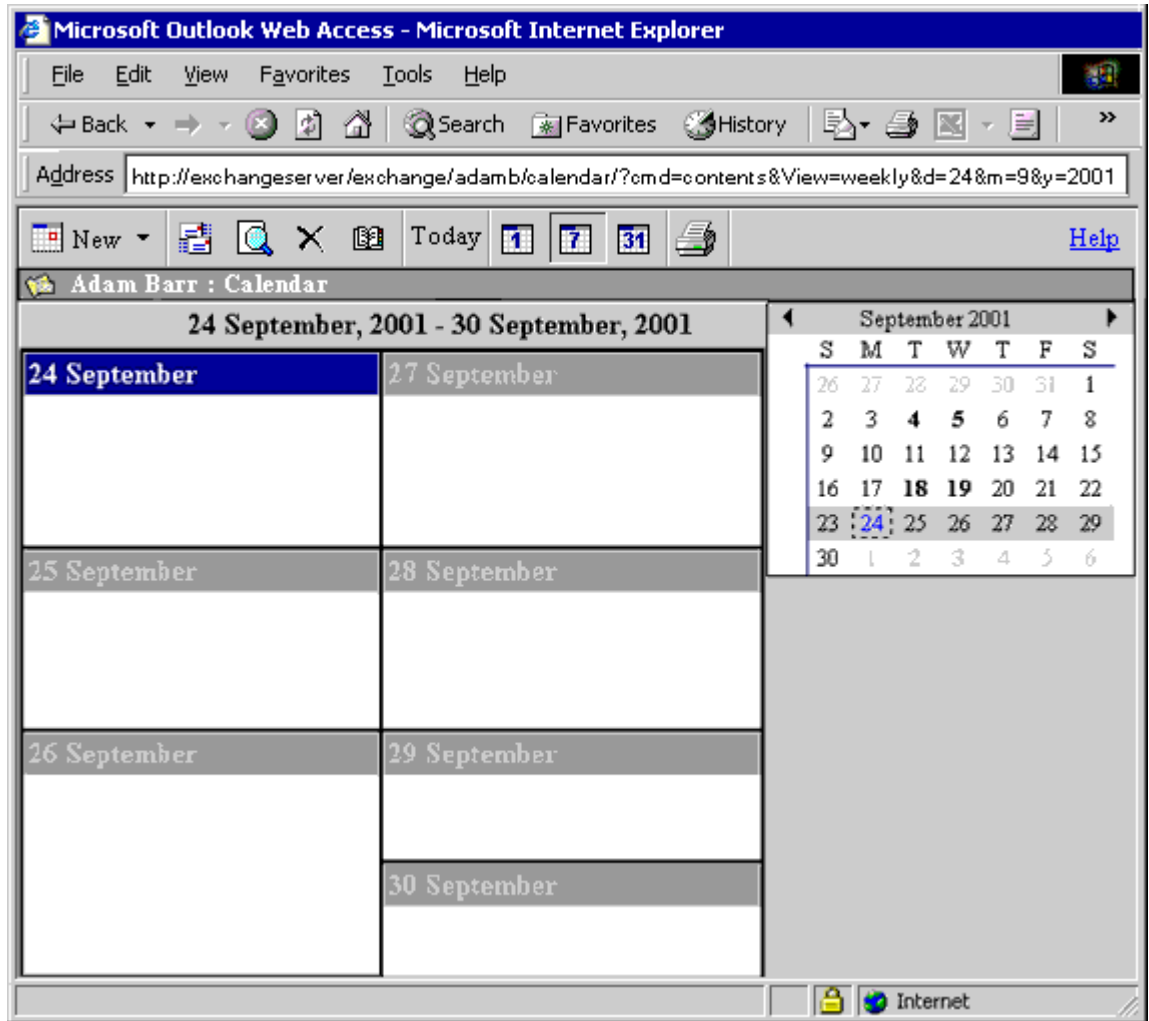 Microsoft Outlook Web Access - Microsoft Internet Explorer
File Edit View Favorites Tools Help
Back Search Favorites History »
Address http://exchangeserver/exchange/adamb/calendar/?cmd=contents&View=weekly&d=24&m=9&y=2001
New Today 1 7 31 Help
Adam Barr : Calendar
24 September, 2001 - 30 September, 2001
24 September
25 September
26 September
27 September
28 September
29 September
30 September
September 2001
S M T W T F S
26 27 28 29 30 31 1
2 3 4 5 6 7 8
9 10 11 12 13 14 15
16 17 18 19 20 21 22
23 24 25 26 27 28 29
30 1 2 3 4 5 6
Internet